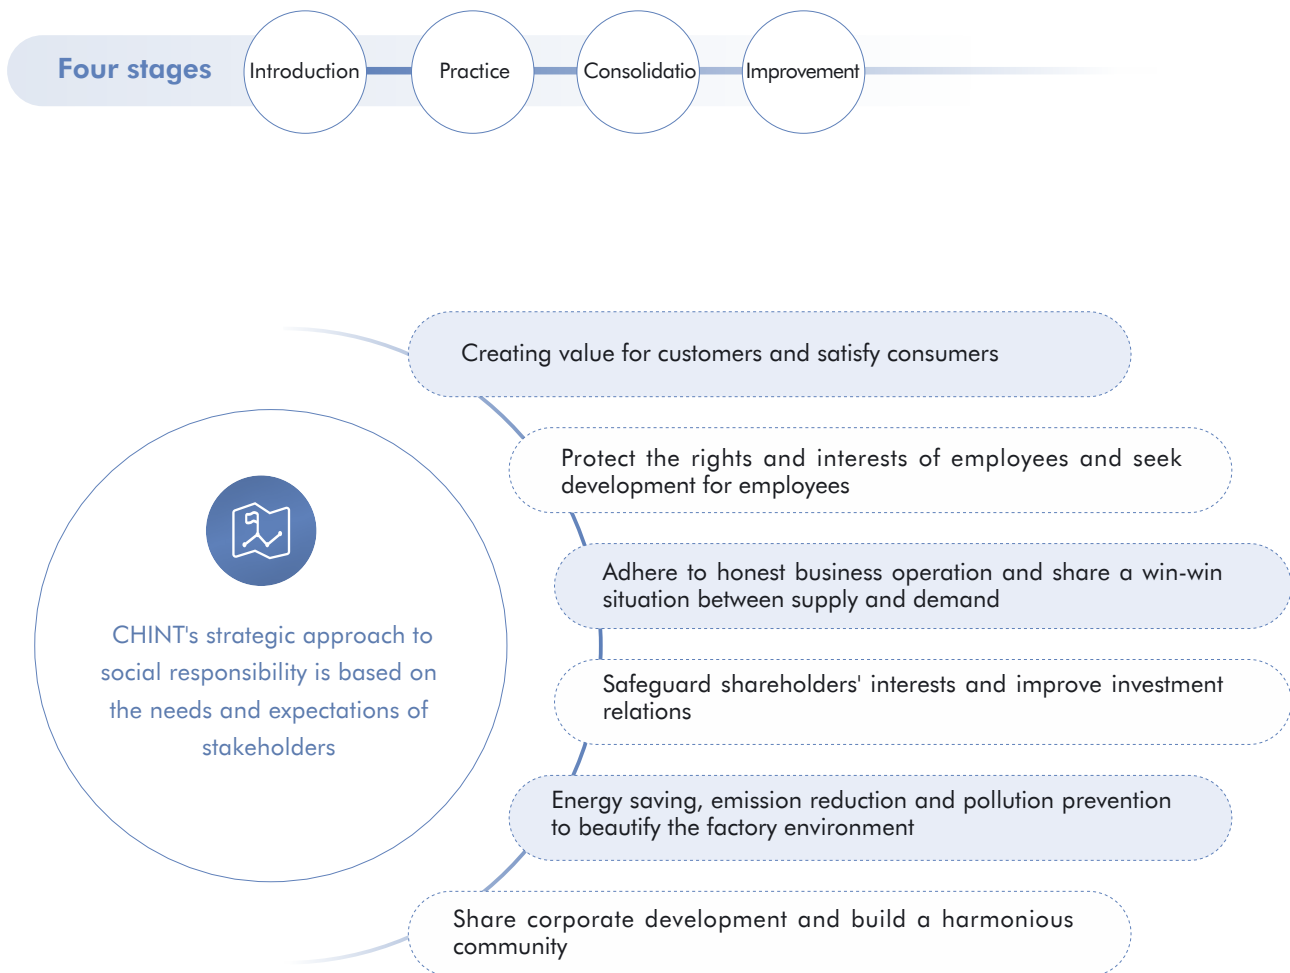 Four stages
Introduction
Practice
Consolidatio
Improvement
Creating value for customers and satisfy consumers
Protect the rights and interests of employees and seek
development for employees
Adhere to honest business operation and share a win-win
situation between supply and demand
CHINT's strategic approach to
social responsibility is based on
the needs and expectations of
stakeholders
Safeguard shareholders' interests and improve investment
relations
Energy saving, emission reduction and pollution prevention
to beautify the factory environment
Share corporate development and build a harmonious
community